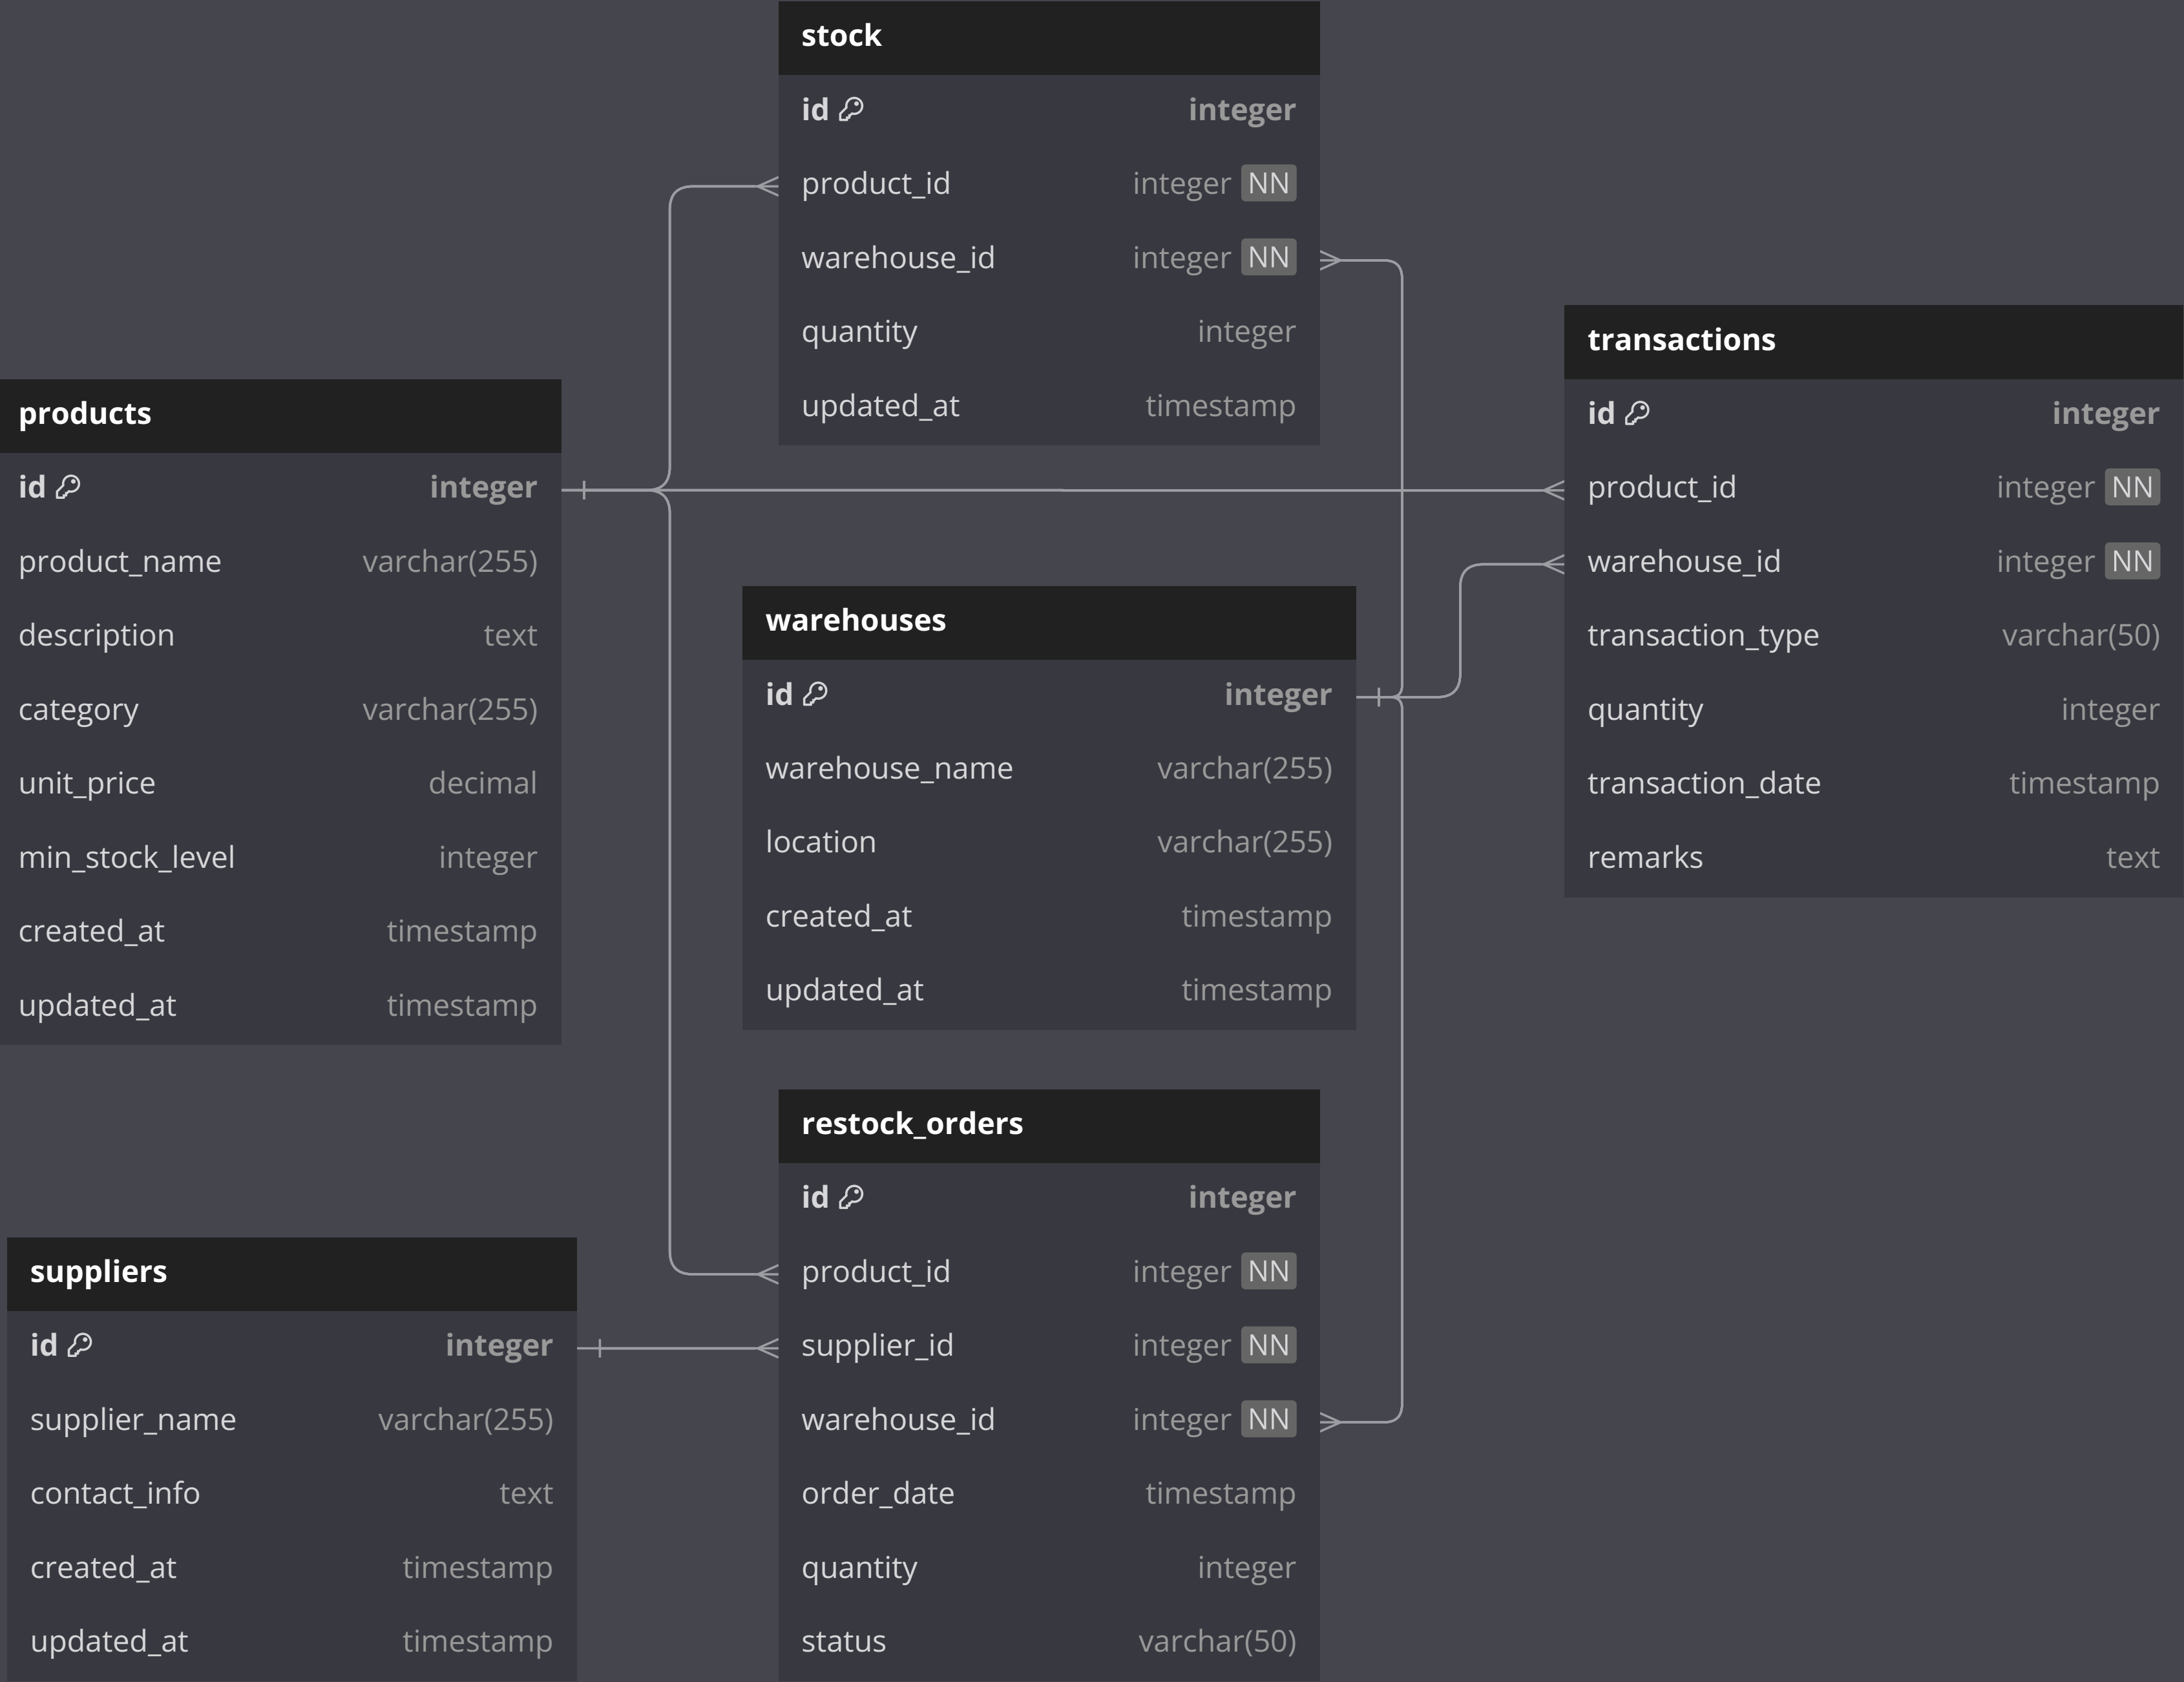 stock
id integer
product_id integer NN
warehouse_id integer NN
quantity integer
updated_at timestamp
products
id integer
product_name varchar(255)
description text
category varchar(255)
unit_price decimal
min_stock_level integer
created_at timestamp
updated_at timestamp
warehouses
id integer
warehouse_name varchar(255)
location varchar(255)
created_at timestamp
updated_at timestamp
transactions
id integer
product_id integer NN
warehouse_id integer NN
transaction_type varchar(50)
quantity integer
transaction_date timestamp
remarks text
suppliers
id integer
supplier_name varchar(255)
contact_info text
created_at timestamp
updated_at timestamp
restock_orders
id integer
product_id integer NN
supplier_id integer NN
warehouse_id integer NN
order_date timestamp
quantity integer
status varchar(50)